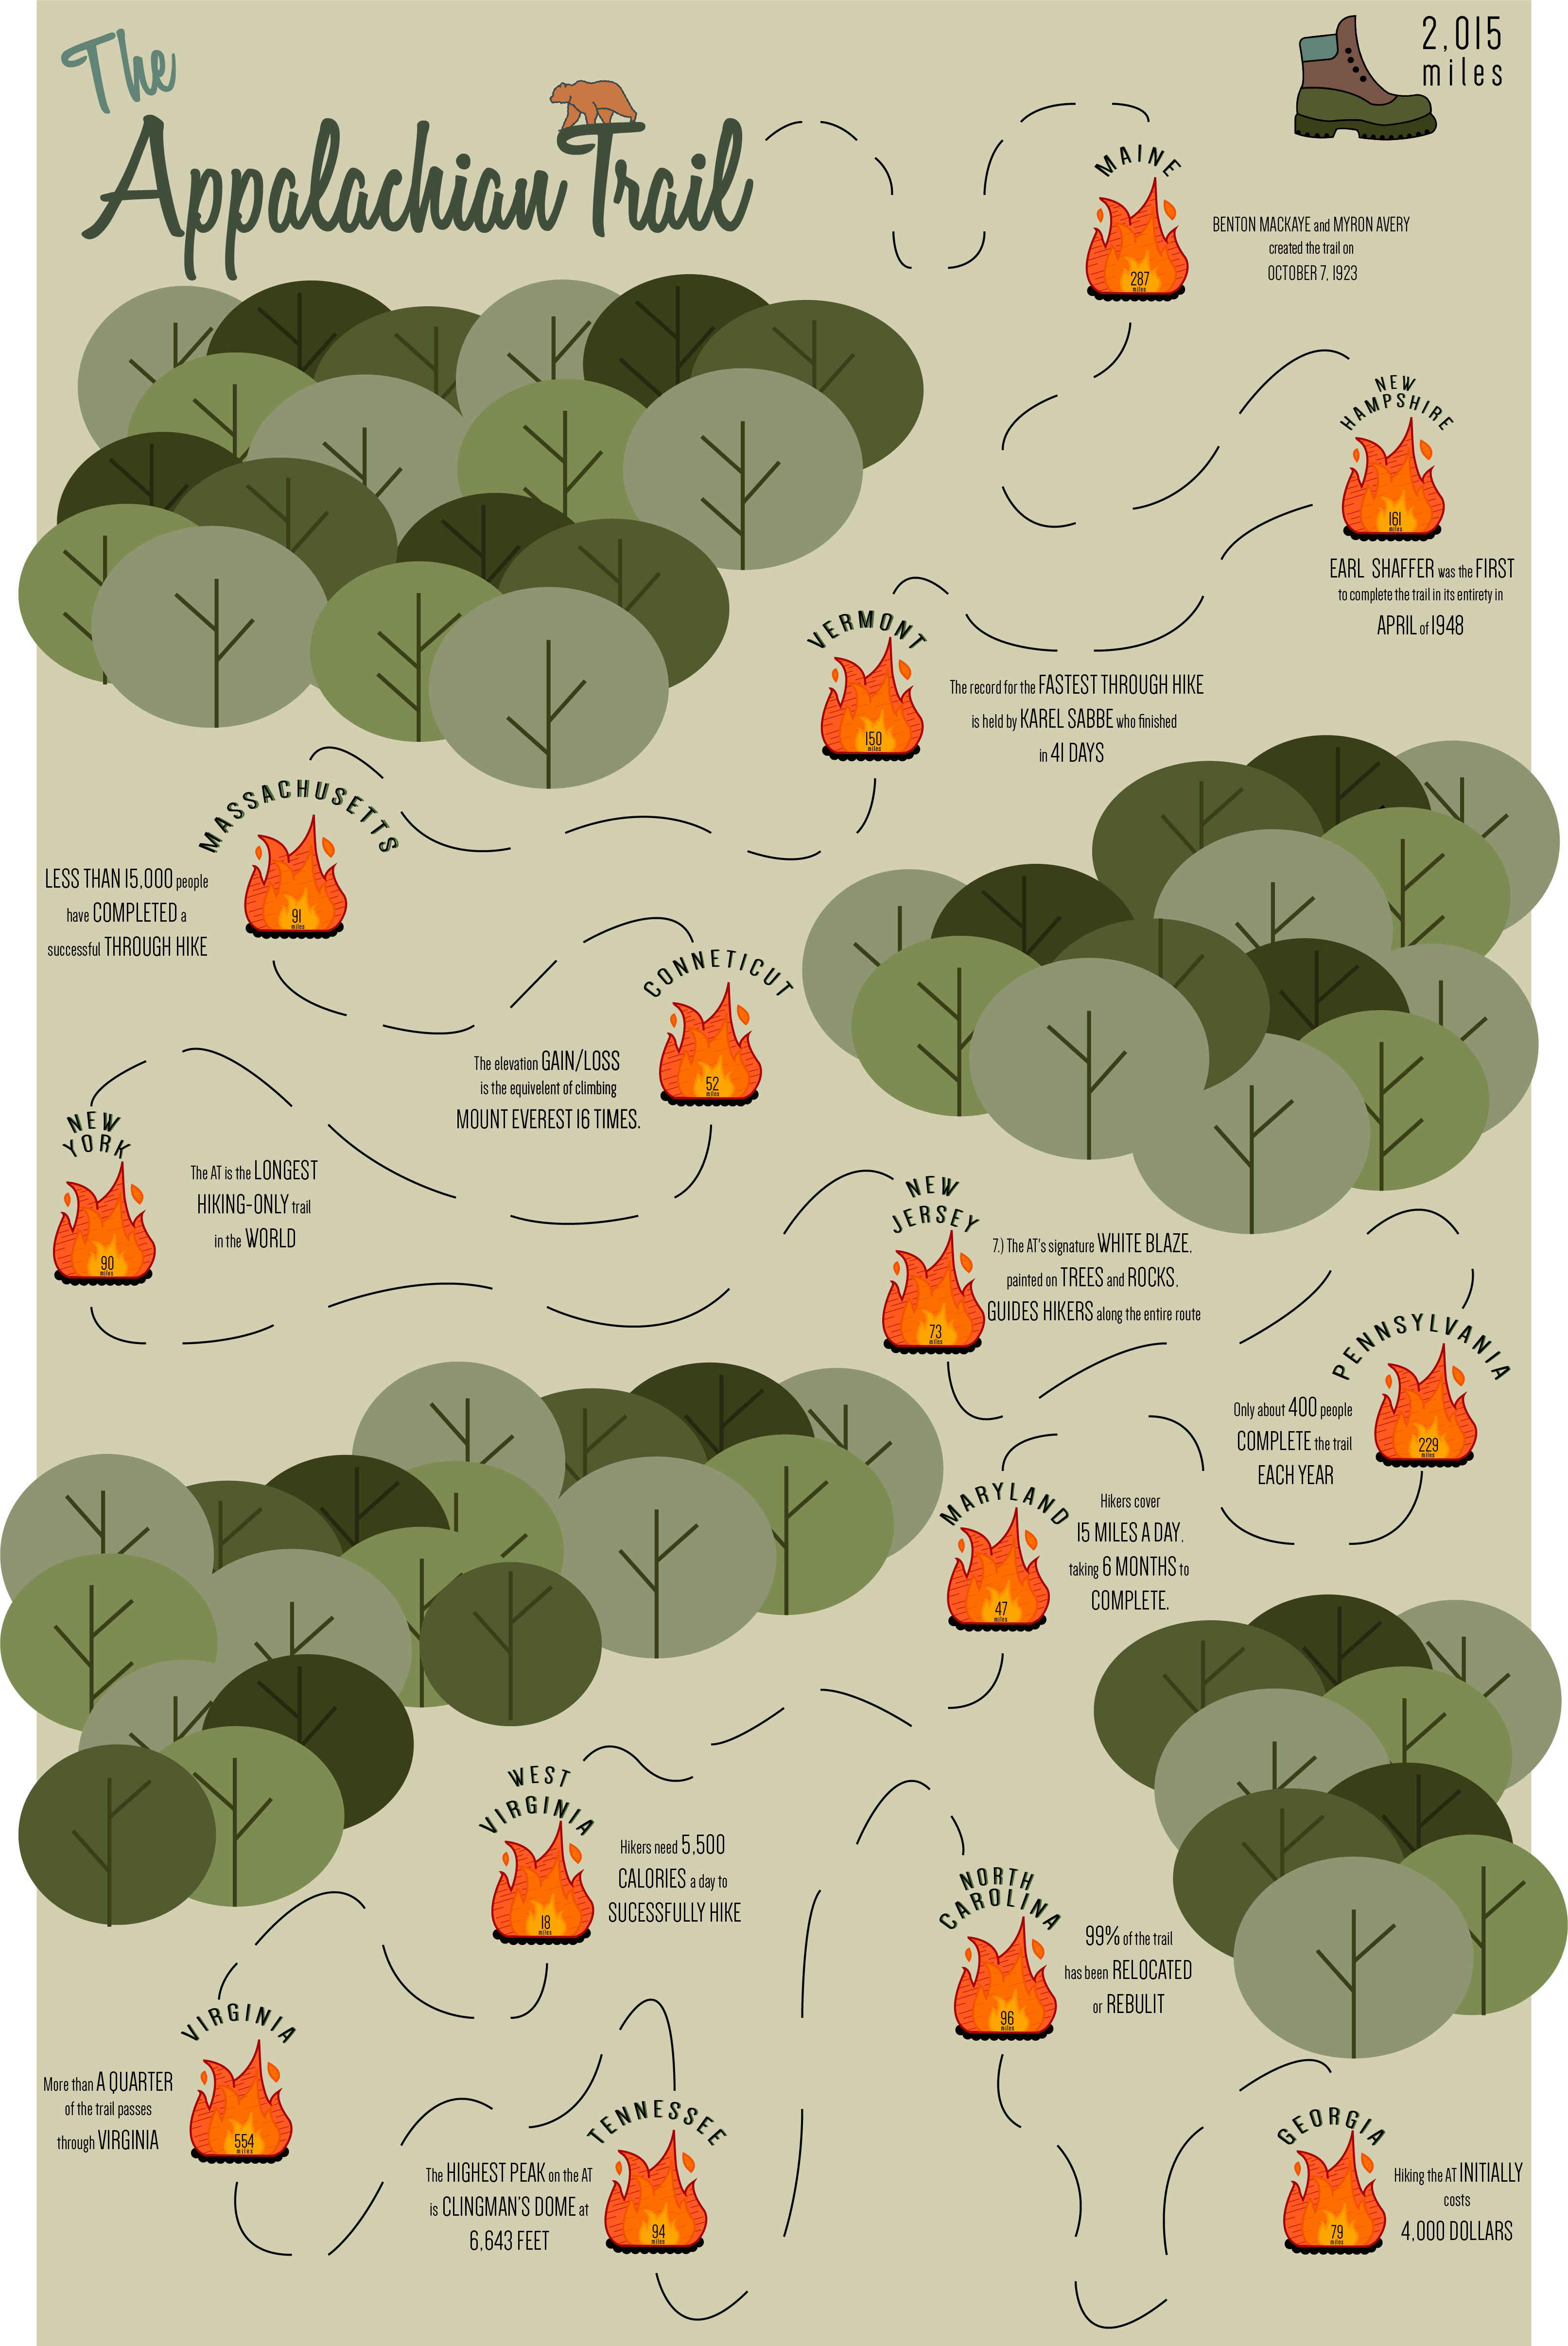 The
Appalachian Trail
2,015
miles
MAINE
287
miles
BENTON MACKAYE and MYRON AVERY
created the trail on
OCTOBER 7, 1923
NEW
HAMPSHIRE
161
miles
EARL SHAFFER was the FIRST
to complete the trail in its entirety in
APRIL of 1948
VERMONT
150
miles
The record for the FASTEST THROUGH HIKE
is held by KAREL SABBE who finished
in 41 DAYS
MASSACHUSETTS
91
miles
LESS THAN 15,000 people
have COMPLETED a
successful THROUGH HIKE
CONNETICUT
52
miles
The elevation GAIN/LOSS
is the equivelent of climbing
MOUNT EVEREST 16 TIMES.
NEW
YORK
90
miles
The AT is the LONGEST
HIKING-ONLY trail
in the WORLD
NEW
JERSEY
73
miles
7.) The AT's signature WHITE BLAZE,
painted on TREES and ROCKS,
GUIDES HIKERS along the entire route
PENNSYLVANIA
229
miles
Only about 400 people
COMPLETE the trail
EACH YEAR
MARYLAND
47
miles
Hikers cover
15 MILES A DAY,
taking 6 MONTHS to
COMPLETE.
WEST
VIRGINIA
18
miles
Hikers need 5,500
CALORIES a day to
SUCESSFULLY HIKE
NORTH
CAROLINA
96
miles
99% of the trail
has been RELOCATED
or REBULIT
VIRGINIA
554
miles
More than A QUARTER
of the trail passes
through VIRGINIA
TENNESSEE
94
miles
The HIGHEST PEAK on the AT
is CLINGMAN'S DOME at
6,643 FEET
GEORGIA
79
miles
Hiking the AT INITIALLY
costs
4,000 DOLLARS